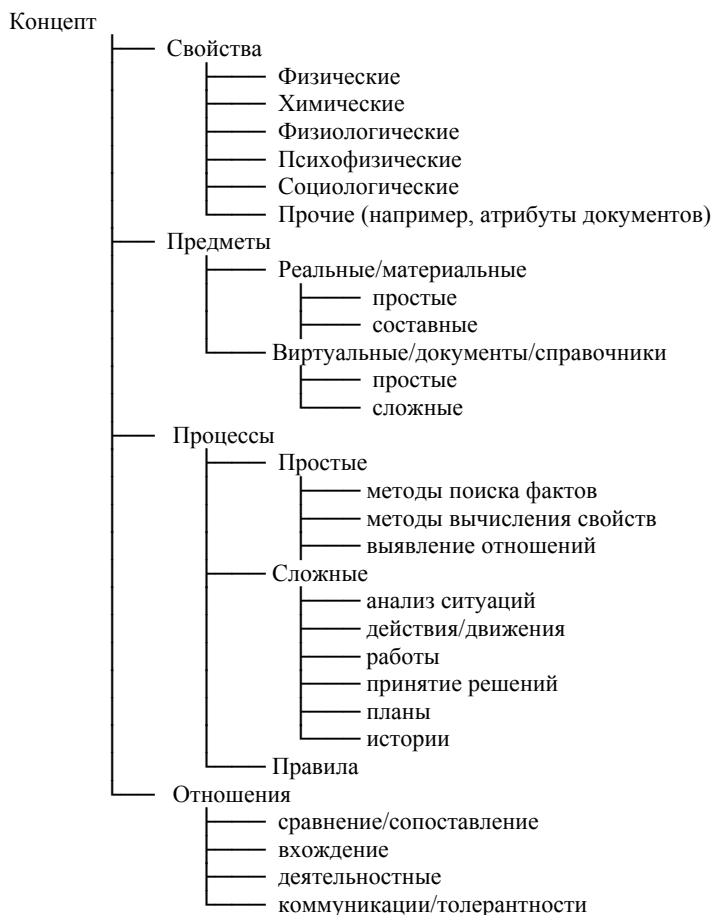 Концепт
Свойства
Физические
Химические
Физиологические
Психофизические
Социологические
Прочие (например, атрибуты документов)
Предметы
Реальные/материальные
простые
составные
Виртуальные/документы/справочники
простые
сложные
Процессы
Простые
методы поиска фактов
методы вычисления свойств
выявление отношений
Сложные
анализ ситуаций
действия/движения
работы
принятие решений
планы
истории
Правила
Отношения
сравнение/сопоставление
вхождение
деятельностные
коммуникации/толерантности